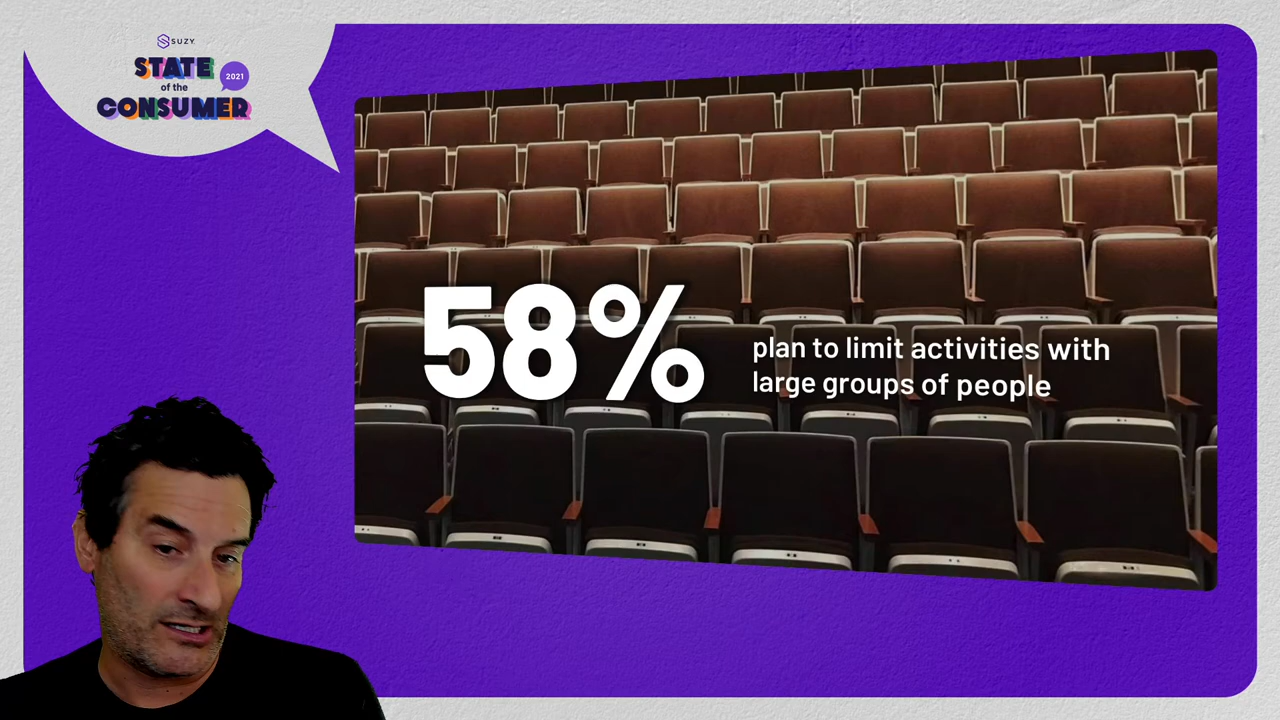 SUZY
STATE
of the
2021
CONSUMER
58%
plan to limit activities with
large groups of people